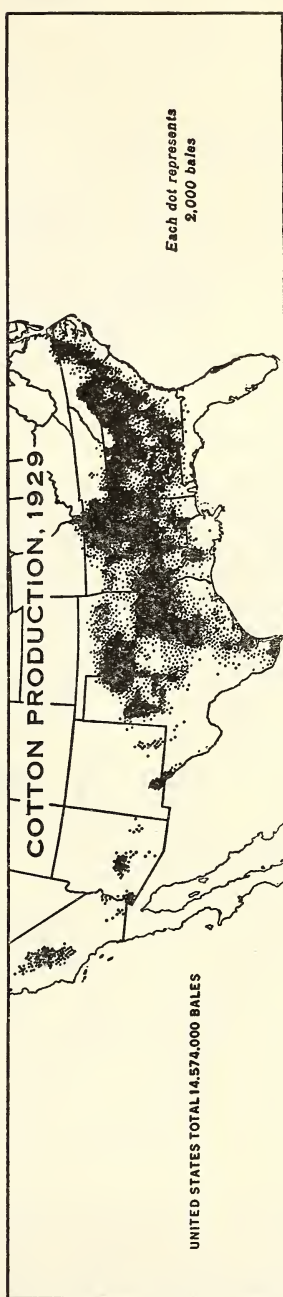 COTTON PRODUCTION, 1929
Each dot represents
2,000 bales
UNITED STATES TOTAL 14,574,000 BALES